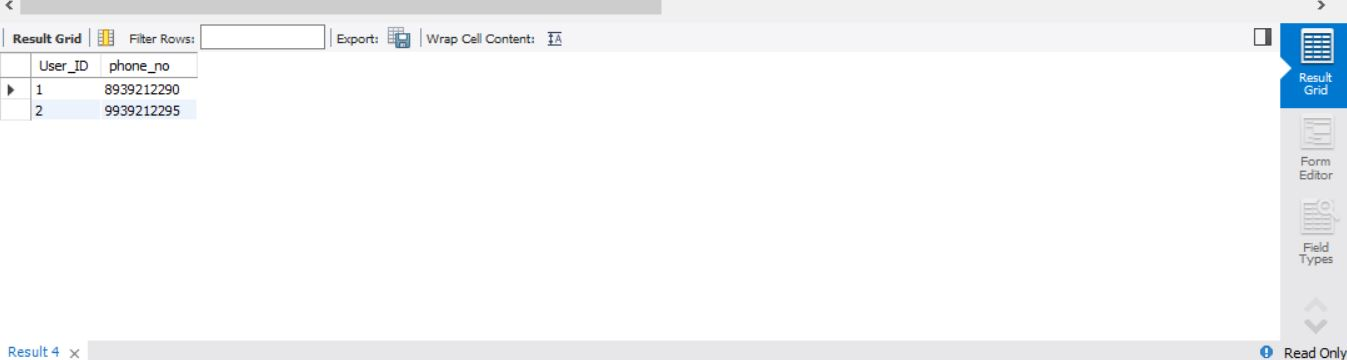 Result Grid Filter Rows: Export: Wrap Cell Content: IA
User_ID phone_no
1 8939212290
2 9939212295
Result
Grid
Form
Editor
Field
Types
Result 4 x
Read Only